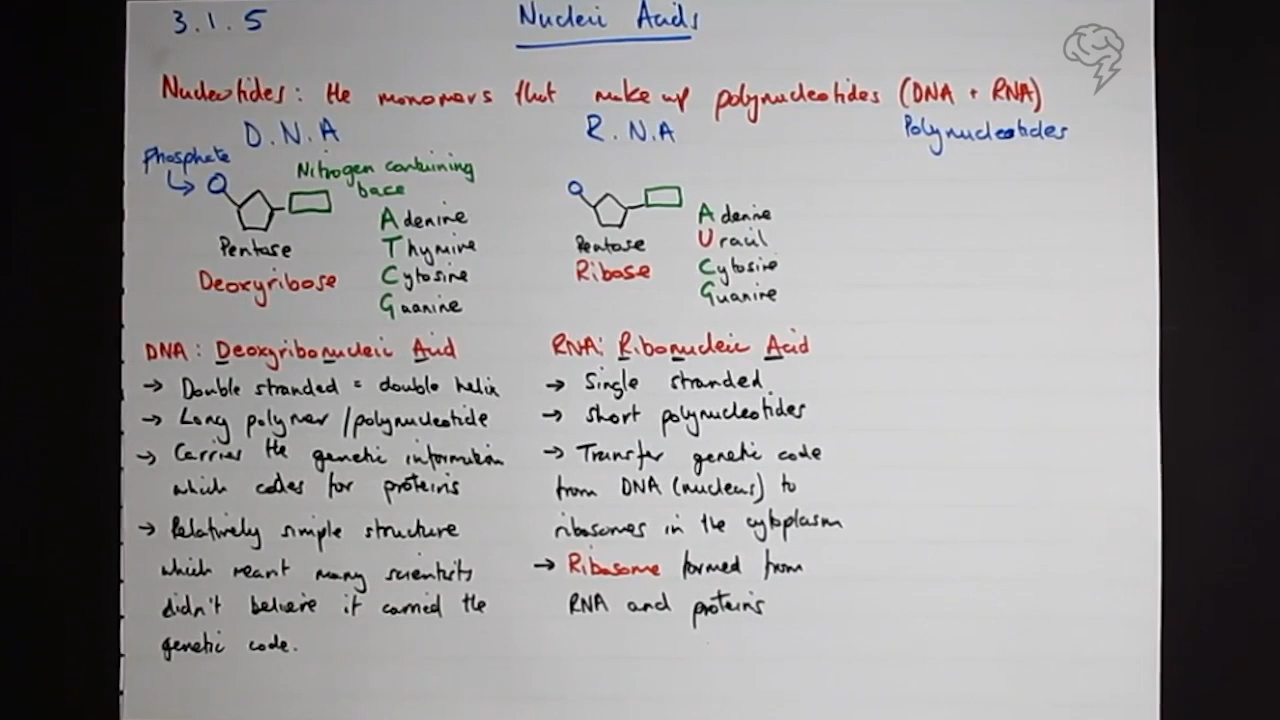 3.1.5
Nucleic Acids
Nucleotides: the monomers that make up polynucleotides (DNA + RNA)
D.N.A
Phosphate
Nitrogen containing
base
Pentose
Deoxyribose
Adenine
Thymine
Cytosine
Guanine
DNA: Deoxyribonucleic Acid
→ Double stranded = double helix
→ Long polymer / polynucleotide
→ Carries the genetic information
which codes for proteins
→ Relatively simple structure
which meant many scientists
didn't believe it carried the
genetic code.
R.N.A
Pentose
Ribose
Adenine
Uracil
Cytosine
Guanine
RNA: Ribonucleic Acid
→ Single stranded.
→ Short polynucleotides
→ Transfer genetic code
from DNA (nucleus) to
ribosomes in the cytoplasm
→ Ribosome formed from
RNA and proteins
Polynucleotides